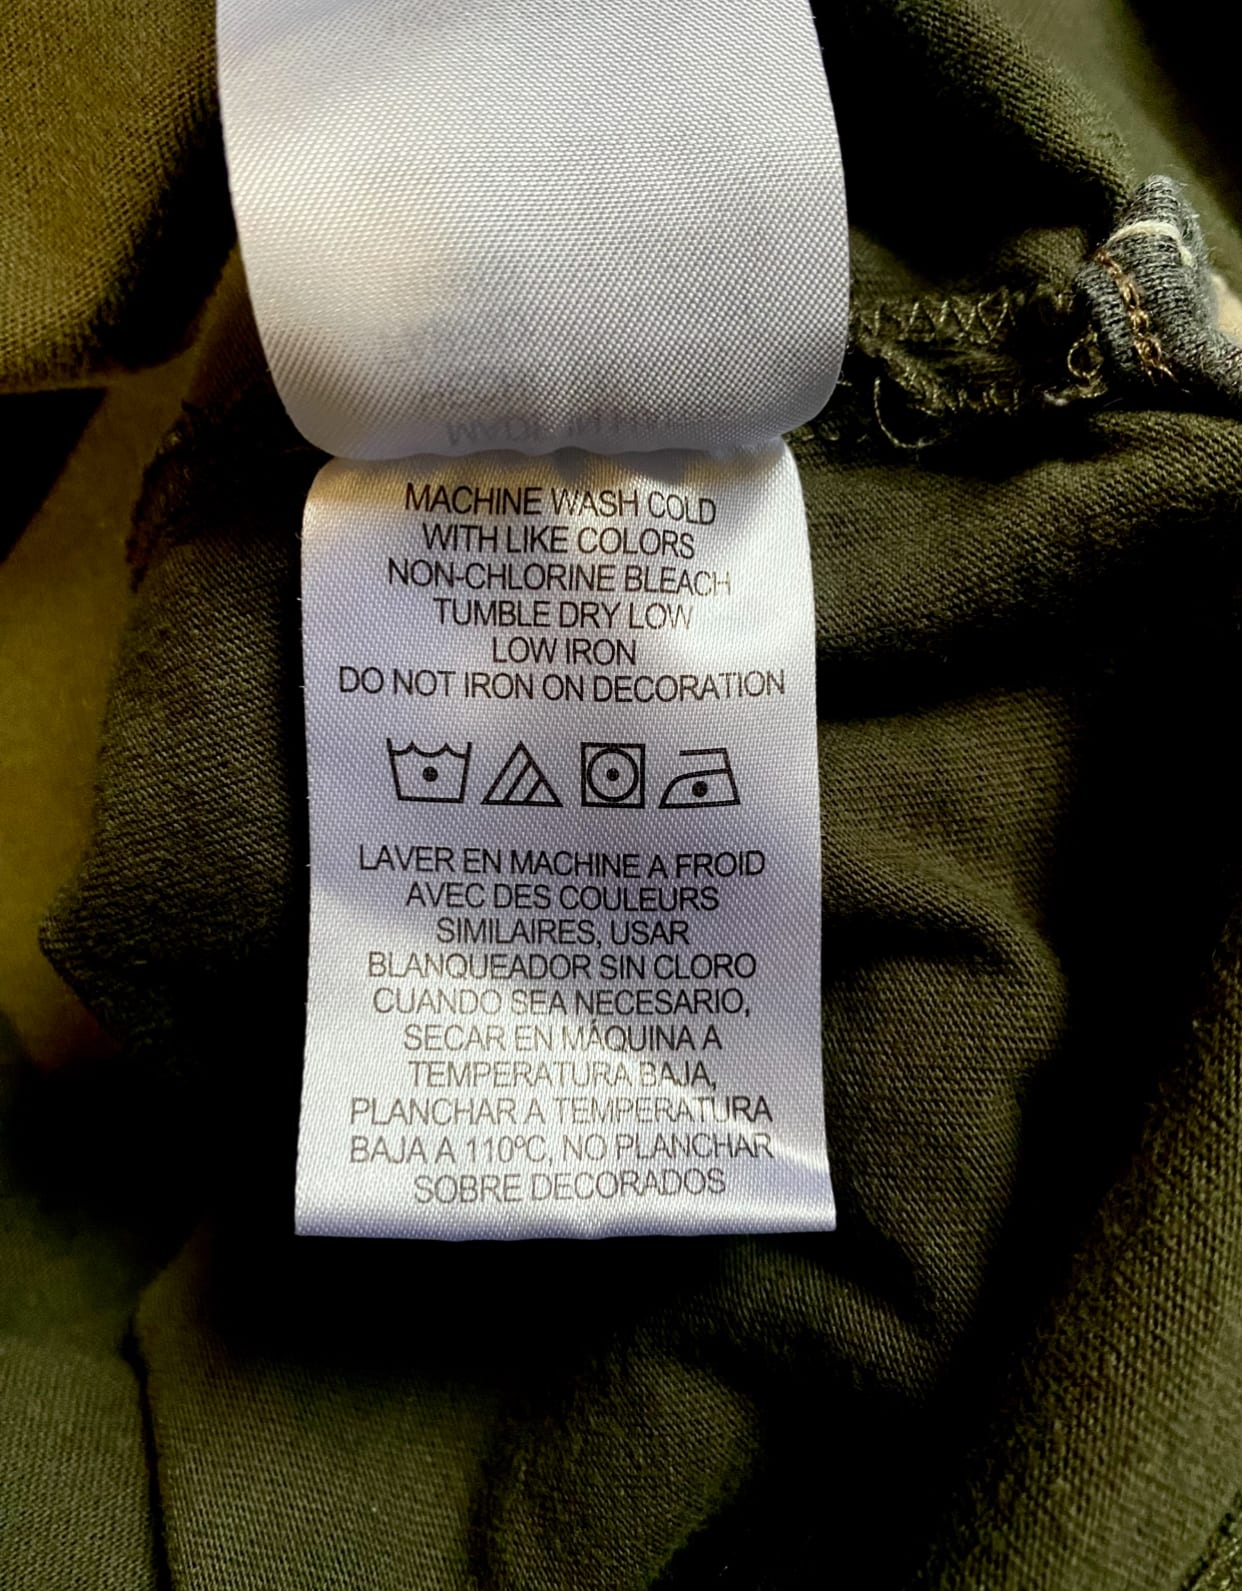 MACHINE WASH COLD
WITH LIKE COLORS
NON-CHLORINE BLEACH
TUMBLE DRY LOW
LOW IRON
DO NOT IRON ON DECORATION
LAVER EN MACHINE A FROID
AVEC DES COULEURS
SIMILAIRES, USAR
BLANQUEADOR SIN CLORO
CUANDO SEA NECESARIO,
SECAR EN MÁQUINA A
TEMPERATURA BAJA,
PLANCHAR A TEMPERATURA
BAJA A 110ºC, NO PLANCHAR
SOBRE DECORADOS